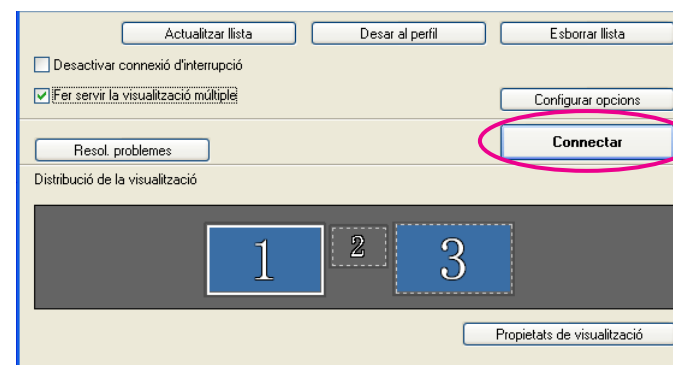 Actualitzar llista Desar al perfil Esborrar llista
Desactivar connexió d'interrupció
Fer servir la visualització múltiple
Configurar opcions
Connectar
Resol. problemes
Distribució de la visualització
1 2 3
Propietats de visualització